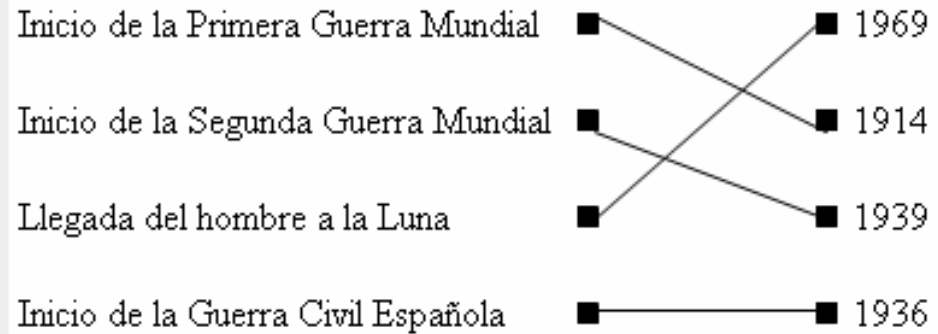 Inicio de la Primera Guerra Mundial 1969
Inicio de la Segunda Guerra Mundial 1914
Llegada del hombre a la Luna 1939
Inicio de la Guerra Civil Española 1936